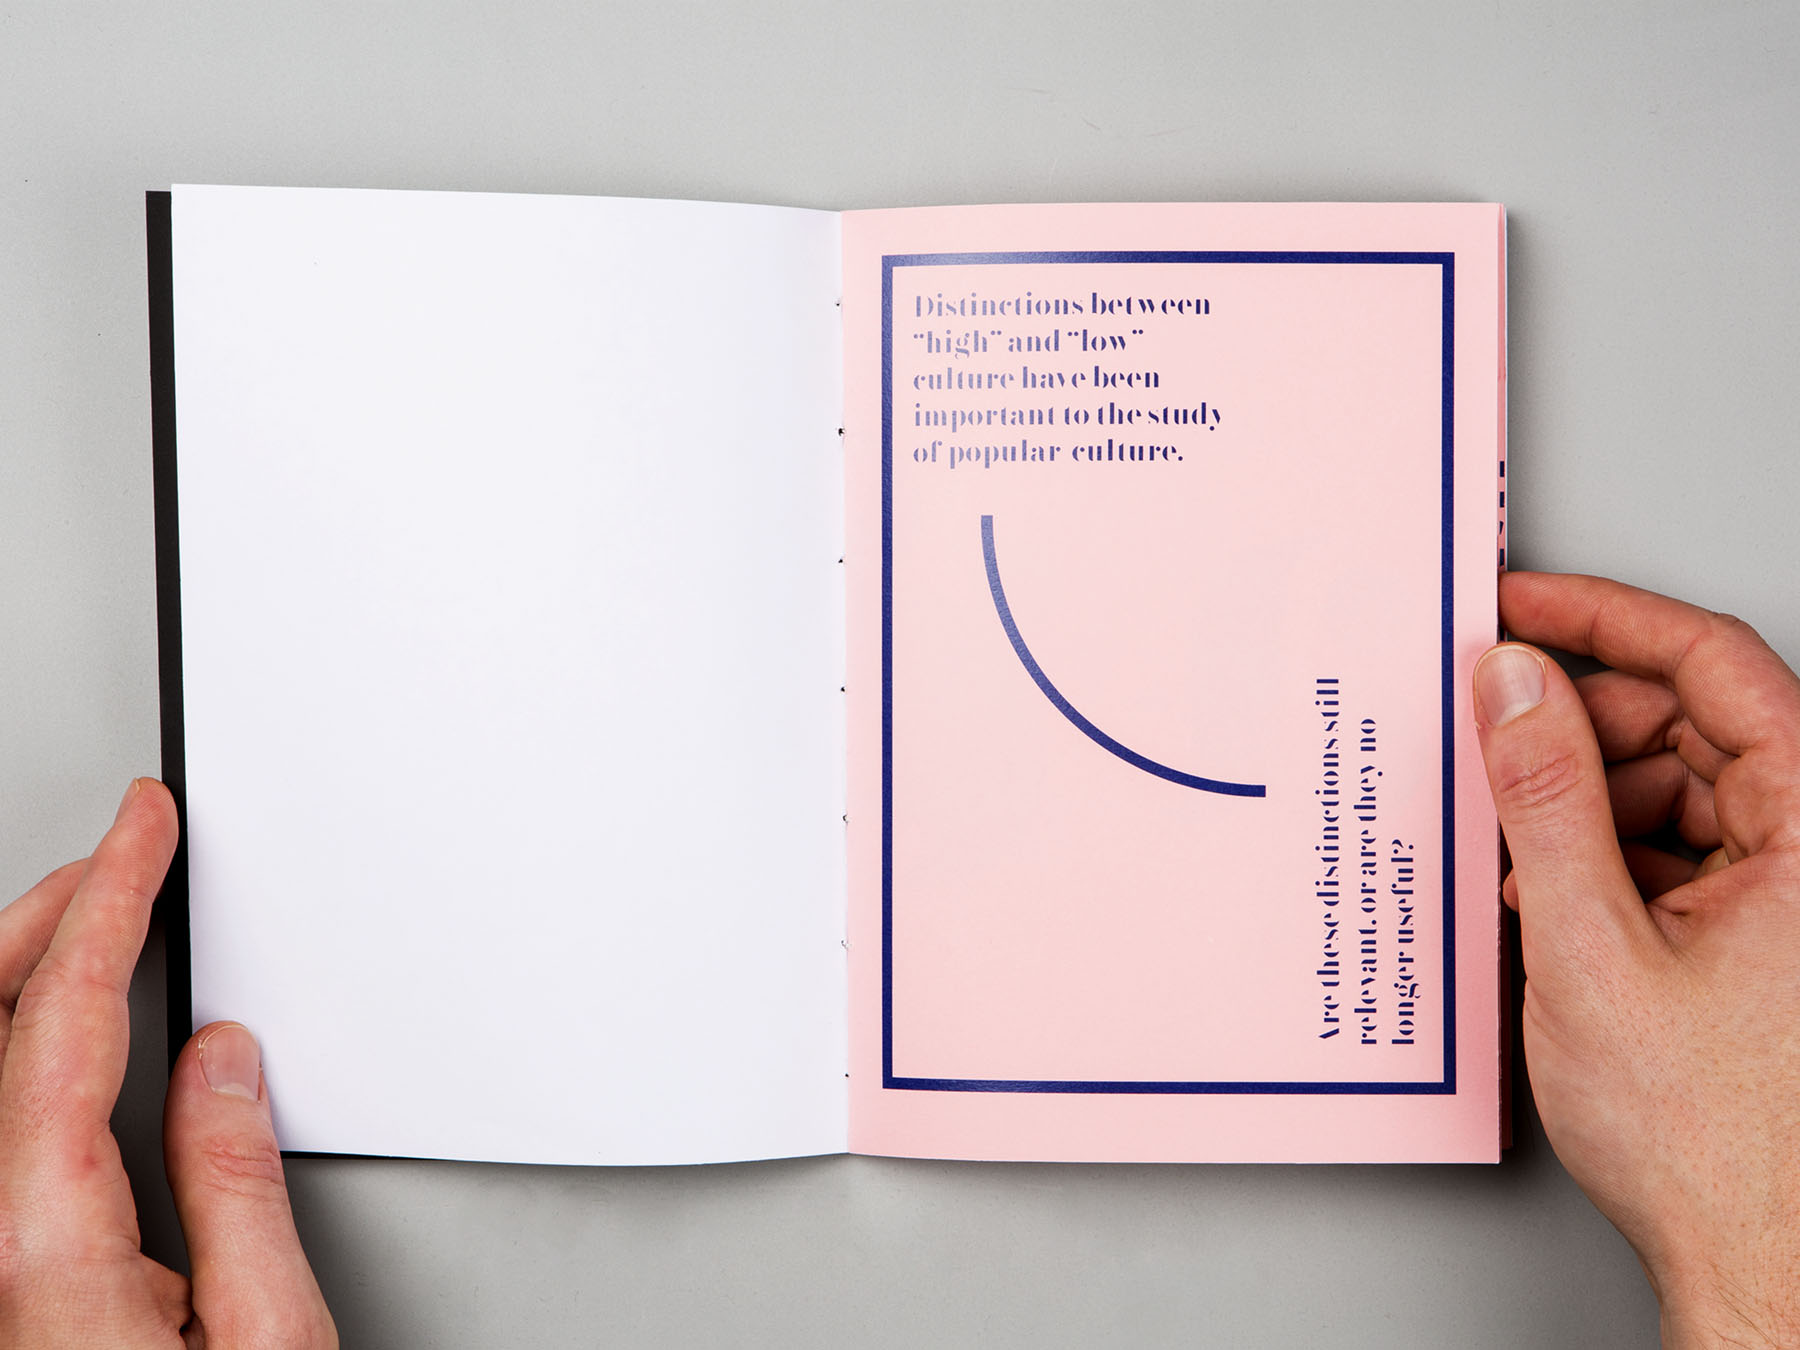 Distinctions between
“high” and “low”
culture have been
important to the study
of popular culture.
Are these distinctions still
relevant, or are they no
longer useful?